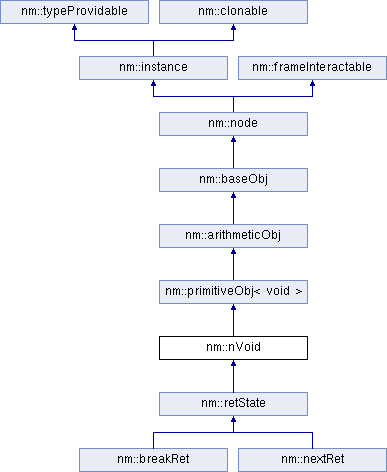 nm::typeProvidable nm::clonable
nm::instance nm::frameInteractable
nm::node
nm::baseObj
nm::arithmeticObj
nm::primitiveObj< void >
nm::nVoid
nm::retState
nm::breakRet nm::nextRet